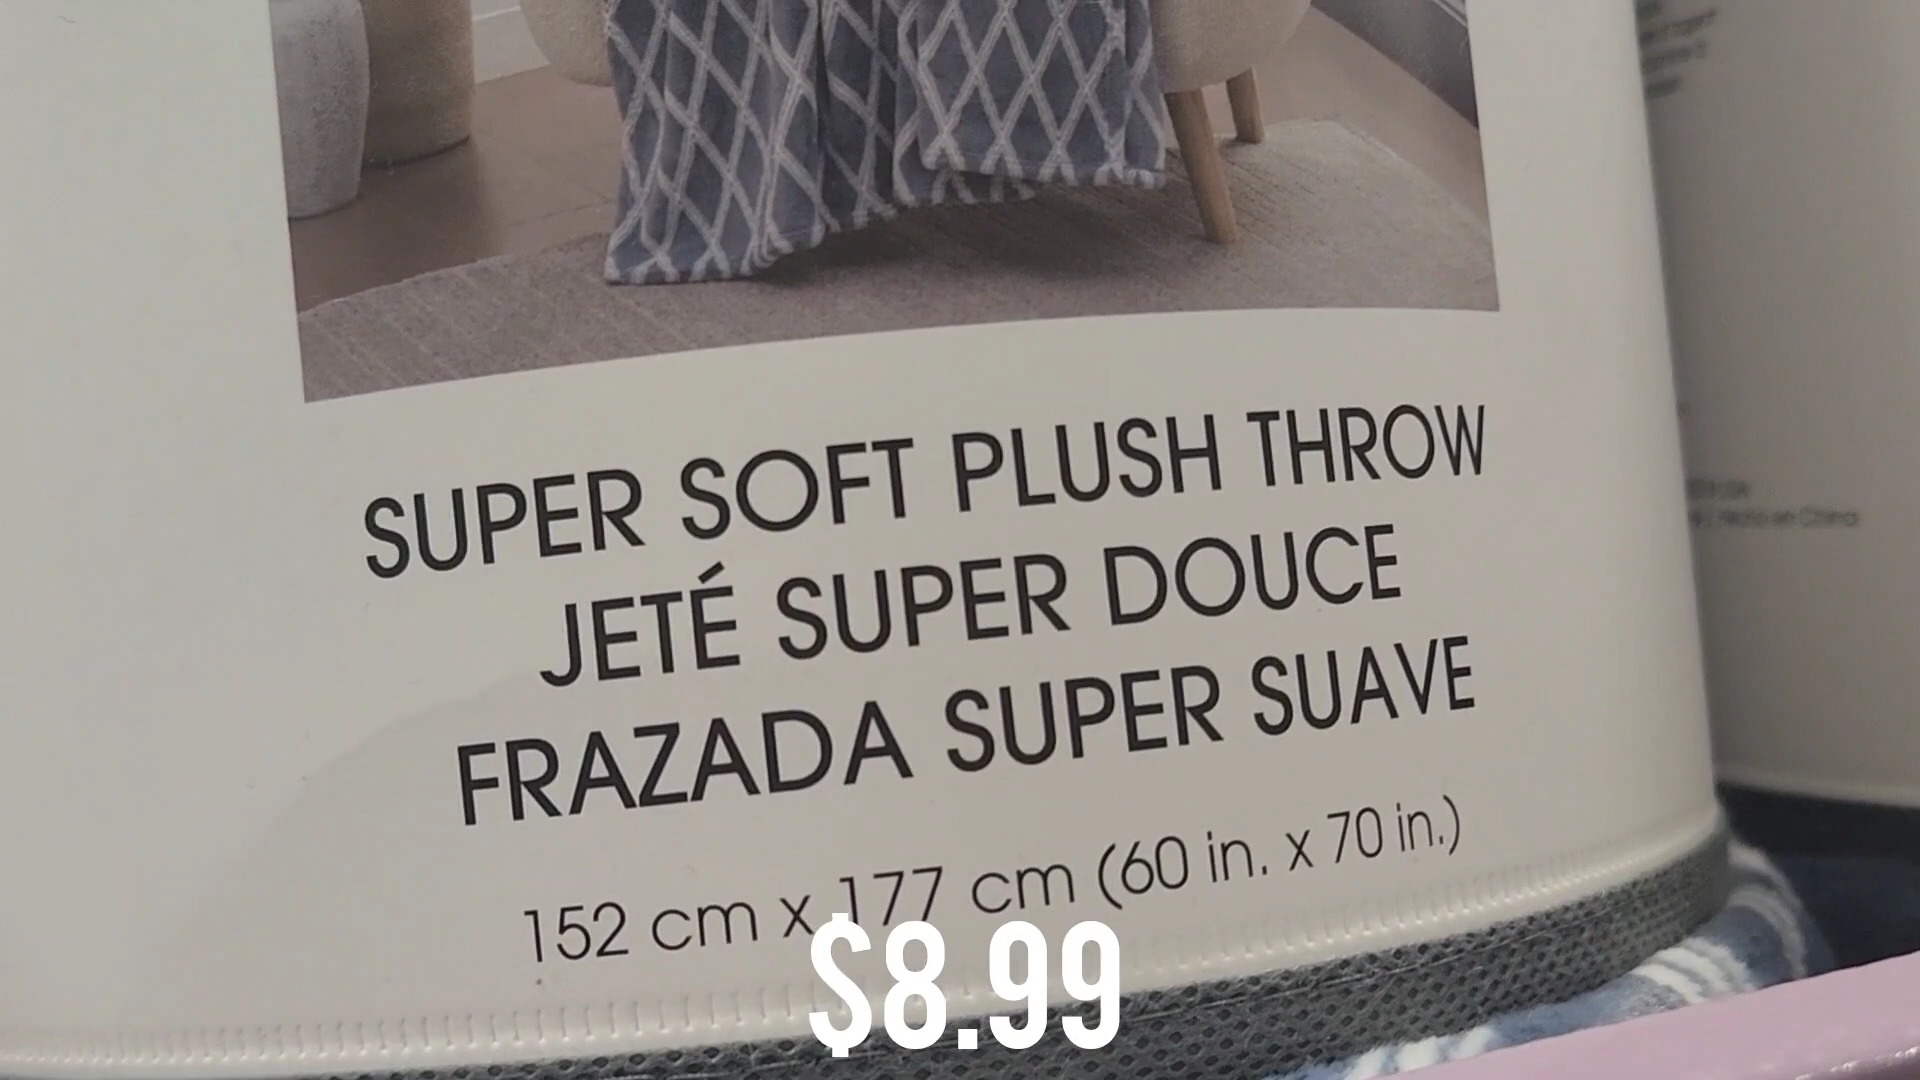 SUPER SOFT PLUSH THROW
JETÉ SUPER DOUCE
FRAZADA SUPER SUAVE
152 cm x 177 cm (60 in. x 70 in.)
$8.99